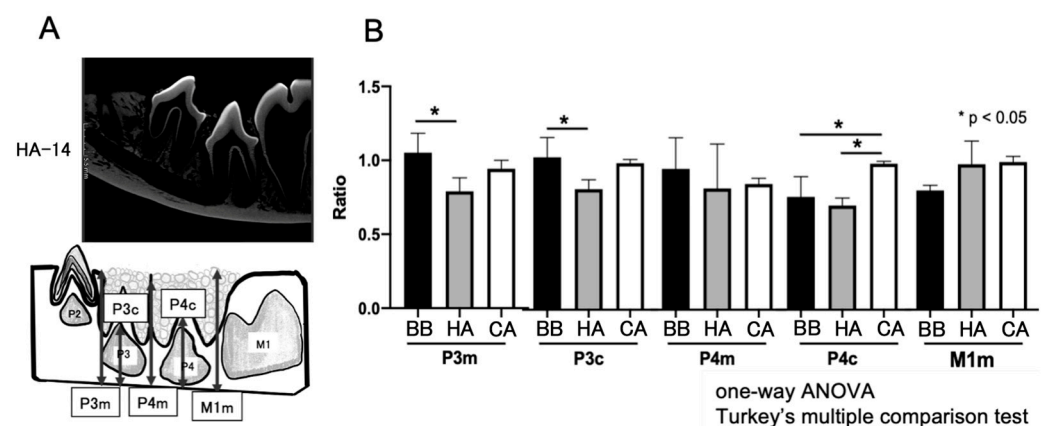 A
HA-14
P2
P3c
P4c
P3
P4
M1
P3m
P4m
M1m
B
Ratio
1.5
1.0
0.5
0.0
*
*
*
*
* p < 0.05
BB HA CA BB HA CA BB HA CA BB HA CA BB HA CA
P3m P3c P4m P4c M1m
one-way ANOVA
Turkey's multiple comparison test